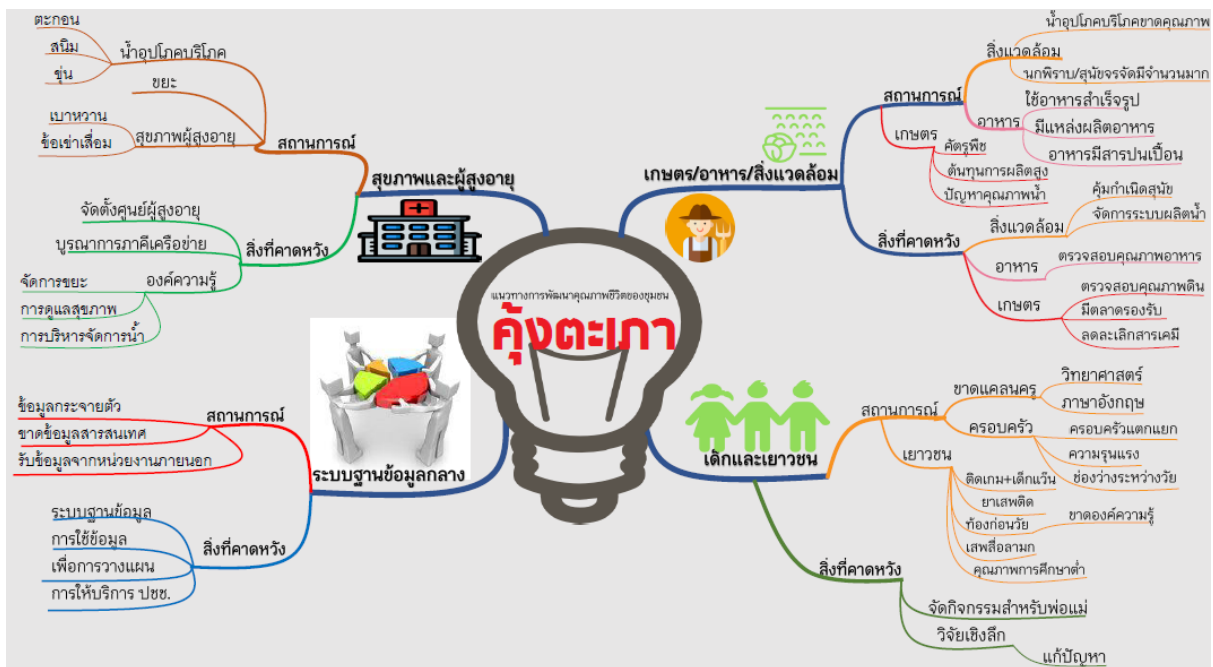 แนวทางการพัฒนาคุณภาพชีวิตของชุมชน
คุ้งตะเภา
สุขภาพและผู้สูงอายุ
สถานการณ์
น้ำอุปโภคบริโภค
ตะกอน
สนิม
ขุ่น
ขยะ
สุขภาพผู้สูงอายุ
เบาหวาน
ข้อเข่าเสื่อม
สิ่งที่คาดหวัง
จัดตั้งศูนย์ผู้สูงอายุ
บูรณาการภาคีเครือข่าย
องค์ความรู้
จัดการขยะ
การดูแลสุขภาพ
การบริหารจัดการน้ำ
ระบบฐานข้อมูลกลาง
สถานการณ์
ข้อมูลกระจายตัว
ขาดข้อมูลสารสนเทศ
รับข้อมูลจากหน่วยงานภายนอก
สิ่งที่คาดหวัง
ระบบฐานข้อมูล
การใช้ข้อมูล
เพื่อการวางแผน
การให้บริการ ปชช.
เกษตร/อาหาร/สิ่งแวดล้อม
สถานการณ์
สิ่งแวดล้อม
น้ำอุปโภคบริโภคขาดคุณภาพ
นกพิราบ/สุนัขจรจัดมีจำนวนมาก
อาหาร
ใช้อาหารสำเร็จรูป
มีแหล่งผลิตอาหาร
อาหารมีสารปนเปื้อน
เกษตร
ศัตรูพืช
ต้นทุนการผลิตสูง
ปัญหาคุณภาพน้ำ
สิ่งที่คาดหวัง
สิ่งแวดล้อม
คุ้มกำเนิดสุนัข
จัดการระบบผลิตน้ำ
อาหาร
ตรวจสอบคุณภาพอาหาร
เกษตร
ตรวจสอบคุณภาพดิน
มีตลาดรองรับ
ลดละเลิกสารเคมี
เด็กและเยาวชน
สถานการณ์
ขาดแคลนครู
วิทยาศาสตร์
ภาษาอังกฤษ
ครอบครัว
ครอบครัวแตกแยก
ความรุนแรง
ช่องว่างระหว่างวัย
เยาวชน
ติดเกม+เด็กแว๊น
ยาเสพติด
ท้องก่อนวัย
ขาดองค์ความรู้
เสพสื่อลามก
คุณภาพการศึกษาต่ำ
สิ่งที่คาดหวัง
จัดกิจกรรมสำหรับพ่อแม่
วิจัยเชิงลึก
แก้ปัญหา